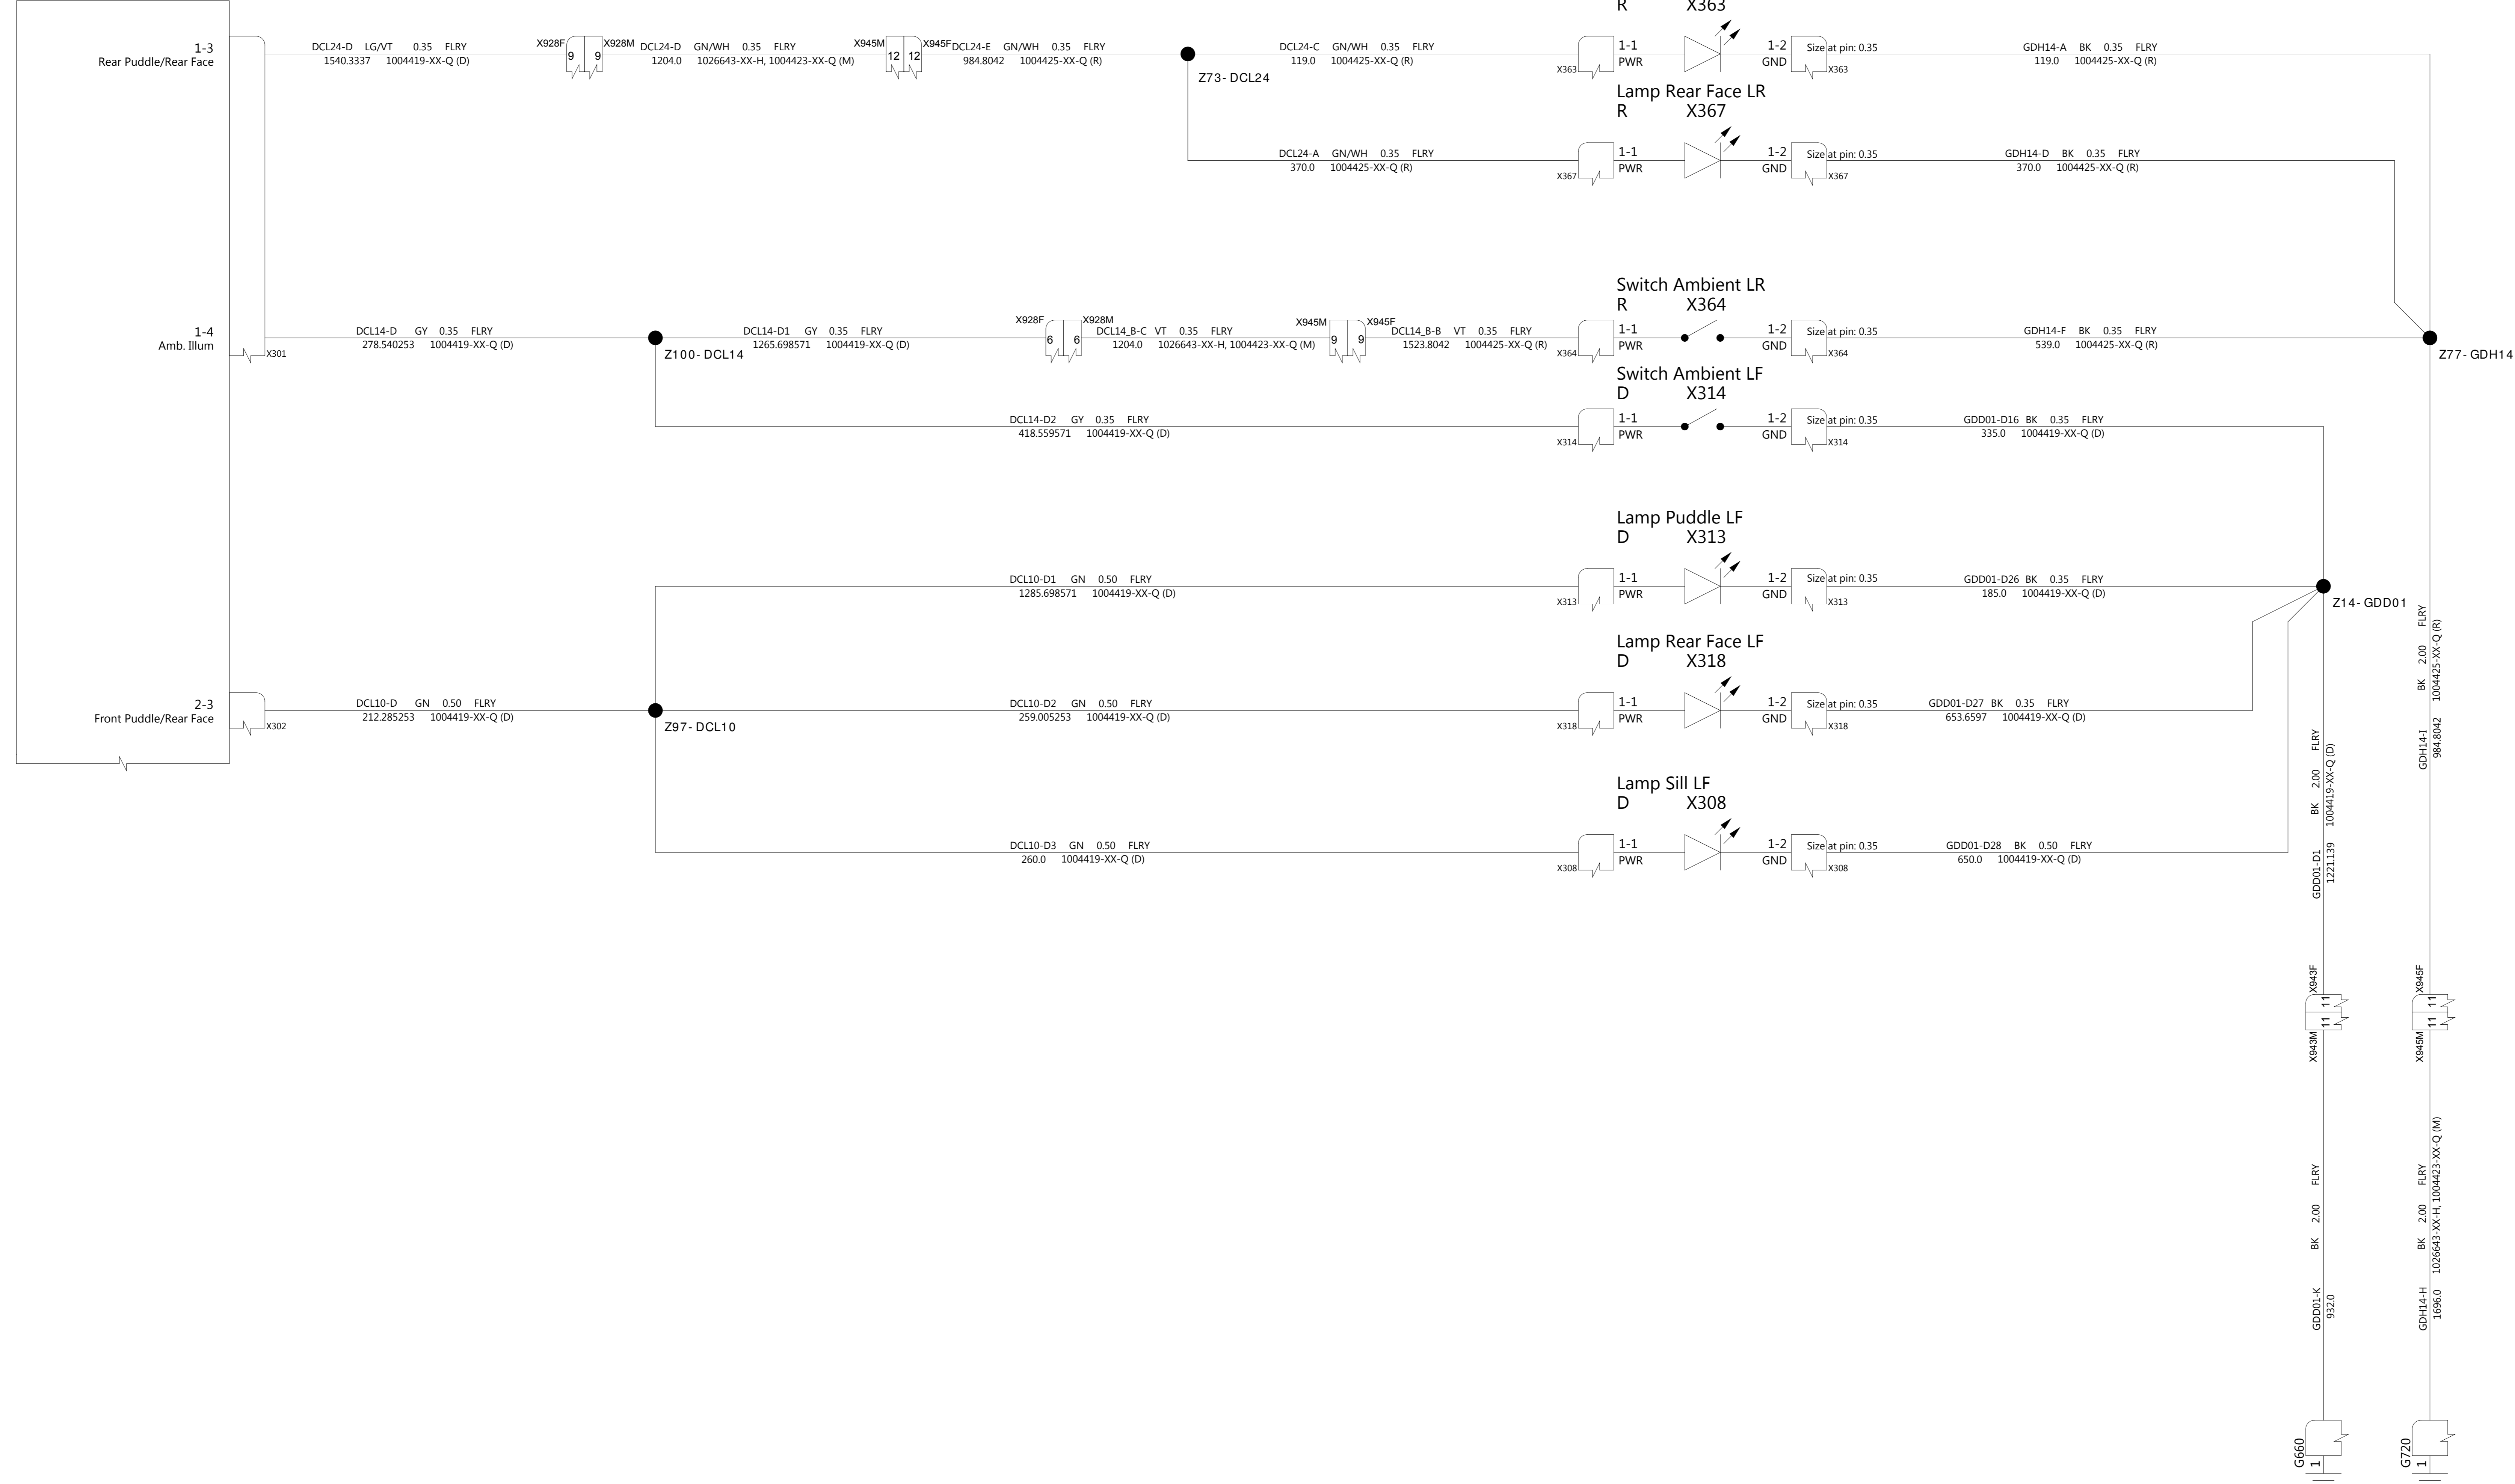 R X363
1-3
Rear Puddle/Rear Face
DCL24-D LG/VT 0.35 FLRY
1540.3337 1004419-XX-Q (D)
X928F
9 9
X928M
DCL24-D GN/WH 0.35 FLRY
1204.0 1026643-XX-H, 1004423-XX-Q (M)
X945M
12 12
X945F
DCL24-E GN/WH 0.35 FLRY
984.8042 1004425-XX-Q (R)
Z73-DCL24
DCL24-C GN/WH 0.35 FLRY
119.0 1004425-XX-Q (R)
X363
1-1
PWR
1-2
GND
Size at pin: 0.35
X363
GDH14-A BK 0.35 FLRY
119.0 1004425-XX-Q (R)
Lamp Rear Face LR
R X367
DCL24-A GN/WH 0.35 FLRY
370.0 1004425-XX-Q (R)
X367
1-1
PWR
1-2
GND
Size at pin: 0.35
X367
GDH14-D BK 0.35 FLRY
370.0 1004425-XX-Q (R)
Switch Ambient LR
R X364
1-4
Amb. Illum
X301
DCL14-D GY 0.35 FLRY
278.540253 1004419-XX-Q (D)
Z100-DCL14
DCL14-D1 GY 0.35 FLRY
1265.698571 1004419-XX-Q (D)
X928F
6 6
X928M
DCL14_B-C VT 0.35 FLRY
1204.0 1026643-XX-H, 1004423-XX-Q (M)
X945M
9 9
X945F
DCL14_B-B VT 0.35 FLRY
1523.8042 1004425-XX-Q (R)
X364
1-1
PWR
1-2
GND
Size at pin: 0.35
X364
GDH14-F BK 0.35 FLRY
539.0 1004425-XX-Q (R)
Z77-GDH14
Switch Ambient LF
D X314
DCL14-D2 GY 0.35 FLRY
418.559571 1004419-XX-Q (D)
X314
1-1
PWR
1-2
GND
Size at pin: 0.35
X314
GDD01-D16 BK 0.35 FLRY
335.0 1004419-XX-Q (D)
Lamp Puddle LF
D X313
DCL10-D1 GN 0.50 FLRY
1285.698571 1004419-XX-Q (D)
X313
1-1
PWR
1-2
GND
Size at pin: 0.35
X313
GDD01-D26 BK 0.35 FLRY
185.0 1004419-XX-Q (D)
Z14-GDD01
Lamp Rear Face LF
D X318
2-3
Front Puddle/Rear Face
X302
DCL10-D GN 0.50 FLRY
212.285253 1004419-XX-Q (D)
Z97-DCL10
DCL10-D2 GN 0.50 FLRY
259.005253 1004419-XX-Q (D)
X318
1-1
PWR
1-2
GND
Size at pin: 0.35
X318
GDD01-D27 BK 0.35 FLRY
653.6597 1004419-XX-Q (D)
Lamp Sill LF
D X308
DCL10-D3 GN 0.50 FLRY
260.0 1004419-XX-Q (D)
X308
1-1
PWR
1-2
GND
Size at pin: 0.35
X308
GDD01-D28 BK 0.50 FLRY
650.0 1004419-XX-Q (D)
GDD01-D1 BK 2.00 FLRY
1221.139 1004419-XX-Q (D)
GDH14-I BK 2.00 FLRY
984.8042 1004425-XX-Q (R)
X943F
11
11
X943M
X945F
11
11
X945M
GDD01-K BK 2.00 FLRY
932.0
GDH14-H BK 2.00 FLRY
1696.0 1026643-XX-H, 1004423-XX-Q (M)
G660
1
G720
1